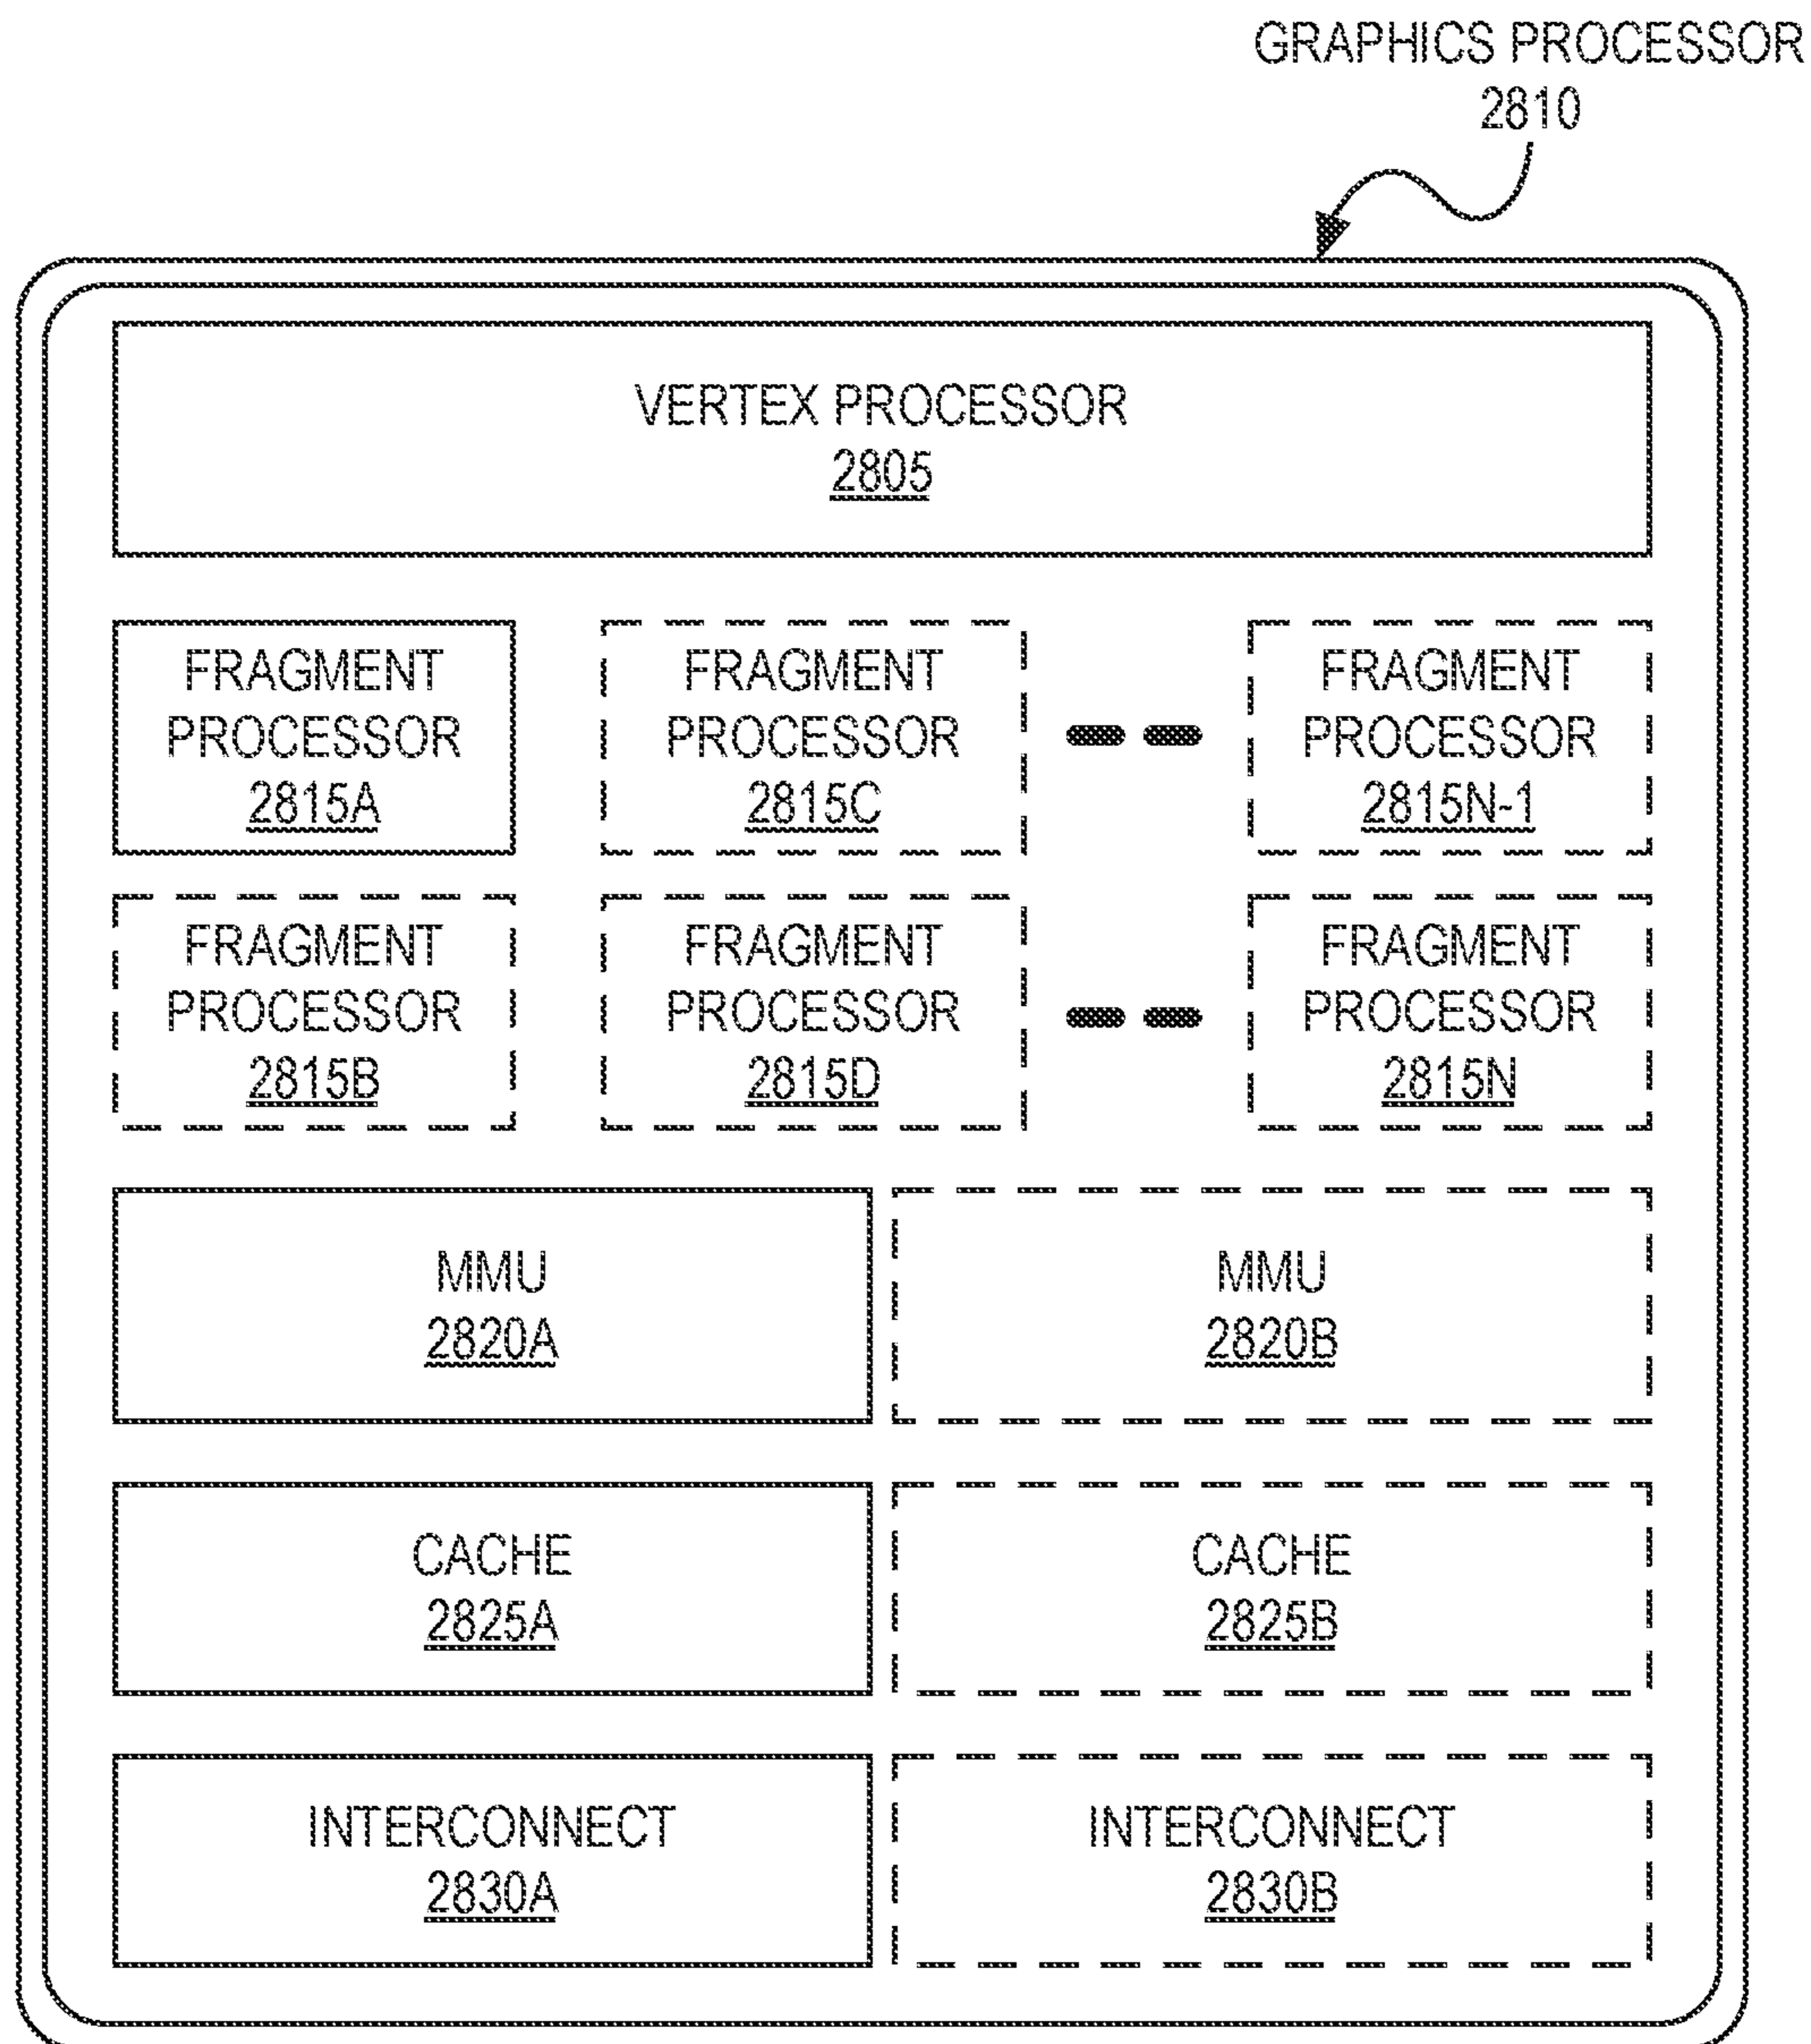 GRAPHICS PROCESSOR
2810
VERTEX PROCESSOR
2805
FRAGMENT
PROCESSOR
2815A
FRAGMENT
PROCESSOR
2815C
FRAGMENT
PROCESSOR
2815N-1
FRAGMENT
PROCESSOR
2815B
FRAGMENT
PROCESSOR
2815D
FRAGMENT
PROCESSOR
2815N
MMU
2820A
MMU
2820B
CACHE
2825A
CACHE
2825B
INTERCONNECT
2830A
INTERCONNECT
2830B